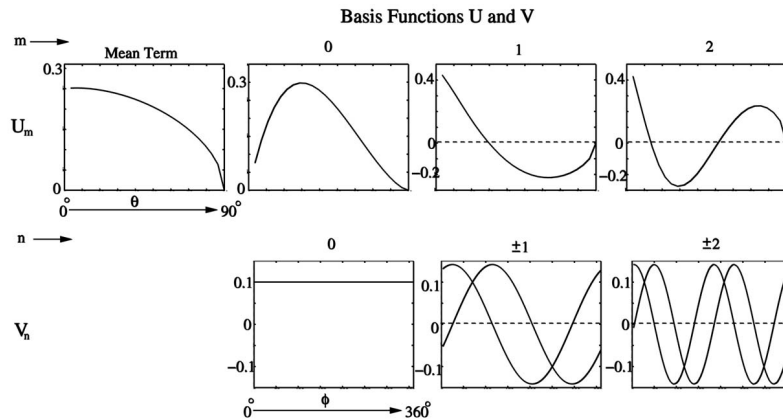 Basis Functions U and V
m
Mean Term 0 1 2
0.3 0.3 0.4 0.4
U_m
0 0
−0.2 −0.2
0 0
0° θ 90°
n
0 ±1 ±2
0.1 0.1 0.1
V_n 0 0 0
−0.1 −0.1 −0.1
0° ϕ 360°